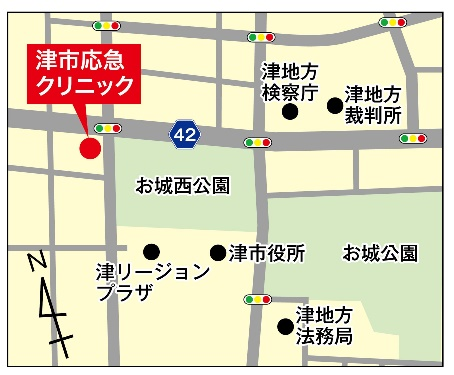 津市応急
クリニック
津地方
検察庁
津地方
裁判所
42
お城西公園
津市役所
お城公園
津リージョン
プラザ
N
津地方
法務局